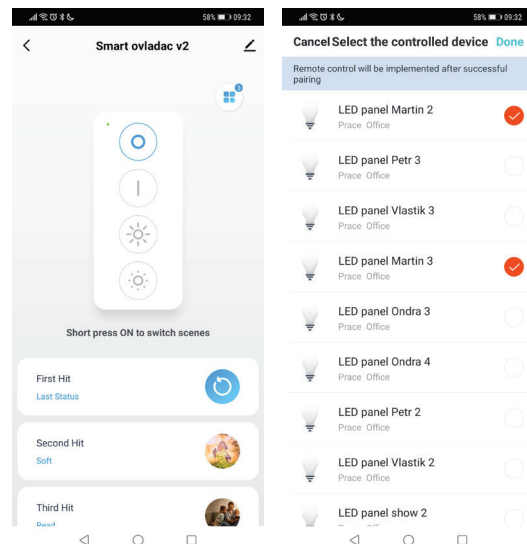 58% 09:32
Smart ovladac v2
3
Short press ON to switch scenes
First Hit
Last Status
Second Hit
Soft
Third Hit
Read
58% 09:32
Cancel Select the controlled device Done
Remote control will be implemented after successful
pairing
LED panel Martin 2
Prace Office
LED panel Petr 3
Prace Office
LED panel Vlastik 3
Prace Office
LED panel Martin 3
Prace Office
LED panel Ondra 3
Prace Office
LED panel Ondra 4
Prace Office
LED panel Petr 2
Prace Office
LED panel Vlastik 2
Prace Office
LED panel show 2